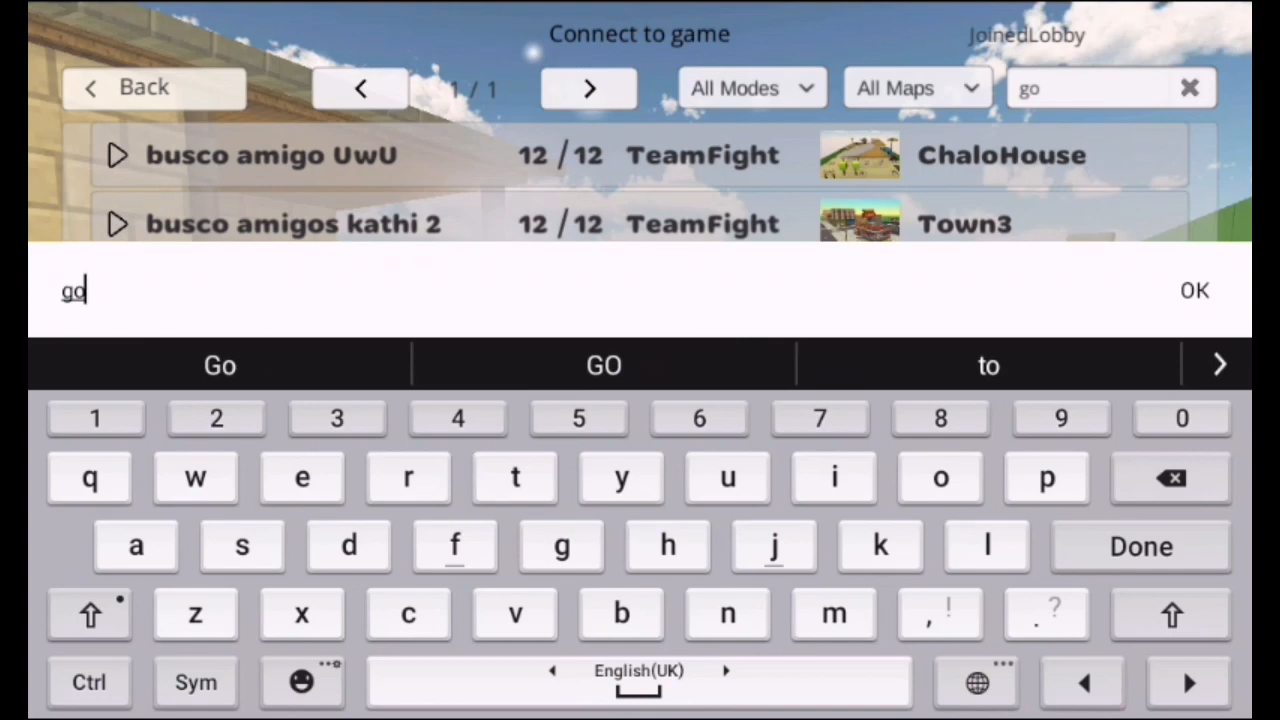 Connect to game
JoinedLobby
Back
1 / 1
All Modes
All Maps
go
busco amigo UwU 12 / 12 TeamFight ChaloHouse
busco amigos kathi 2 12 / 12 TeamFight Town3
go
OK
Go GO to
1 2 3 4 5 6 7 8 9 0
q w e r t y u i o p
a s d f g h j k l Done
z x c v b n m , ! . ?
Ctrl Sym English(UK)